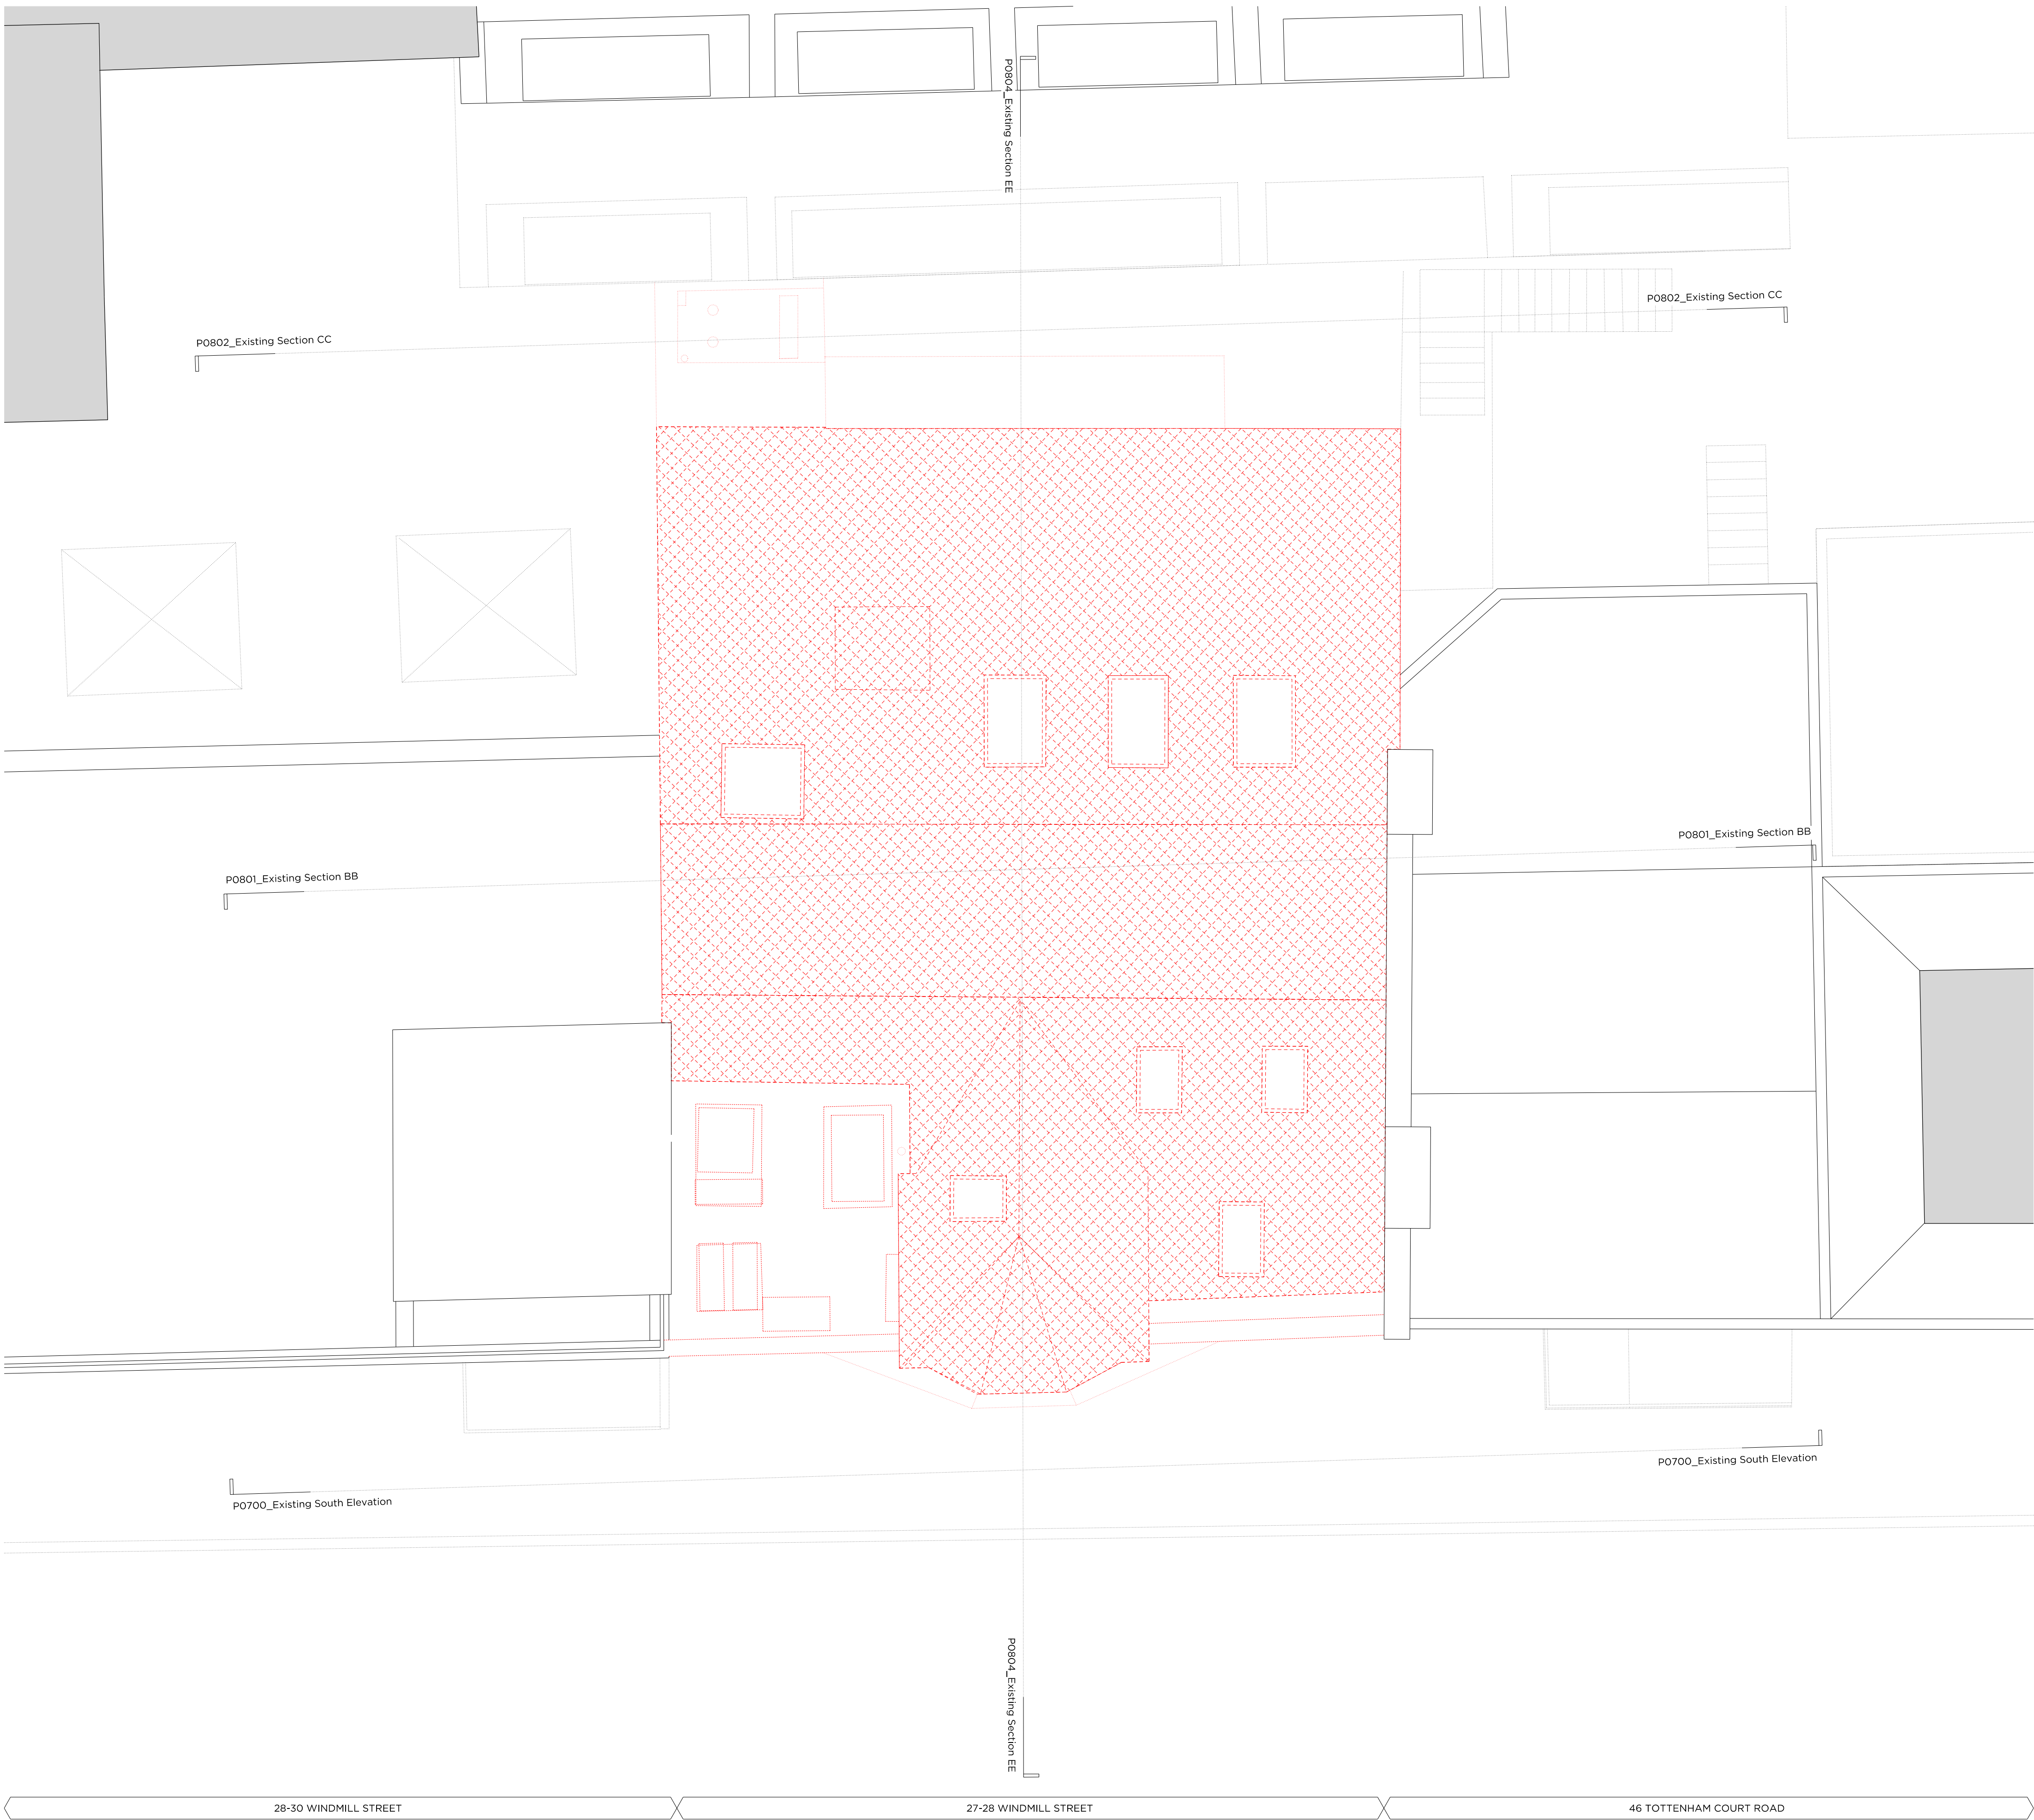 P0804_Existing Section EE
P0802_Existing Section CC
P0802_Existing Section CC
P0801_Existing Section BB
P0801_Existing Section BB
P0700_Existing South Elevation
P0700_Existing South Elevation
P0804_Existing Section EE
28-30 WINDMILL STREET
27-28 WINDMILL STREET
46 TOTTENHAM COURT ROAD